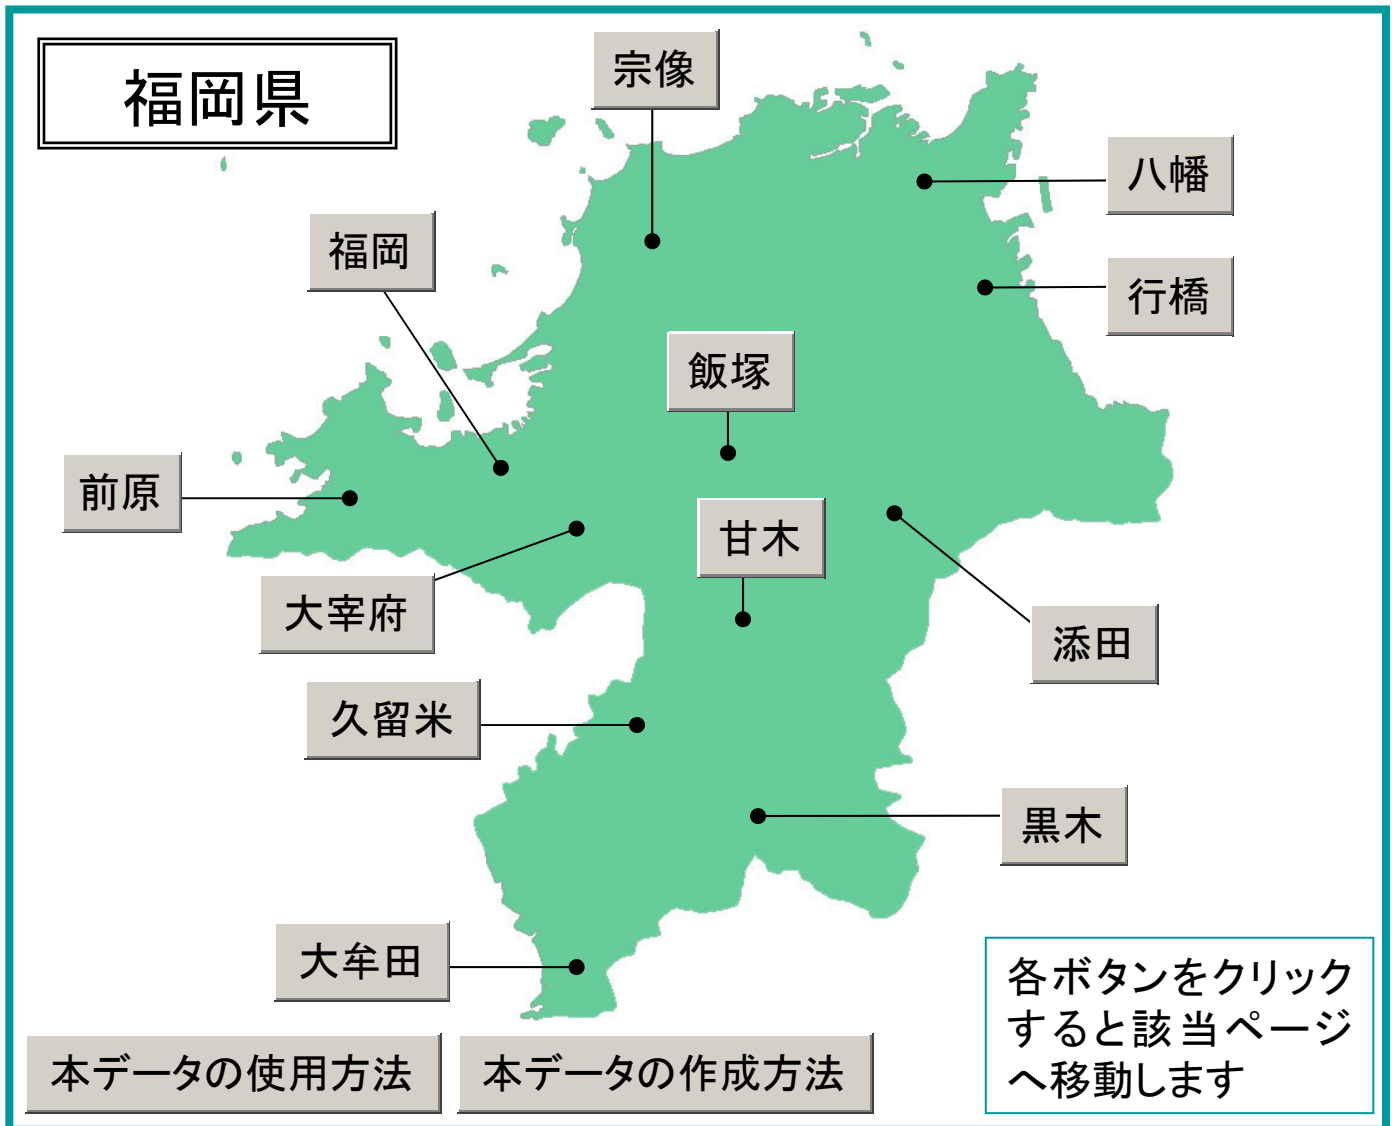 福岡県
宗像
八幡
福岡
行橋
飯塚
前原
甘木
大宰府
添田
久留米
黒木
大牟田
各ボタンをクリック
すると該当ページ
へ移動します
本データの使用方法
本データの作成方法